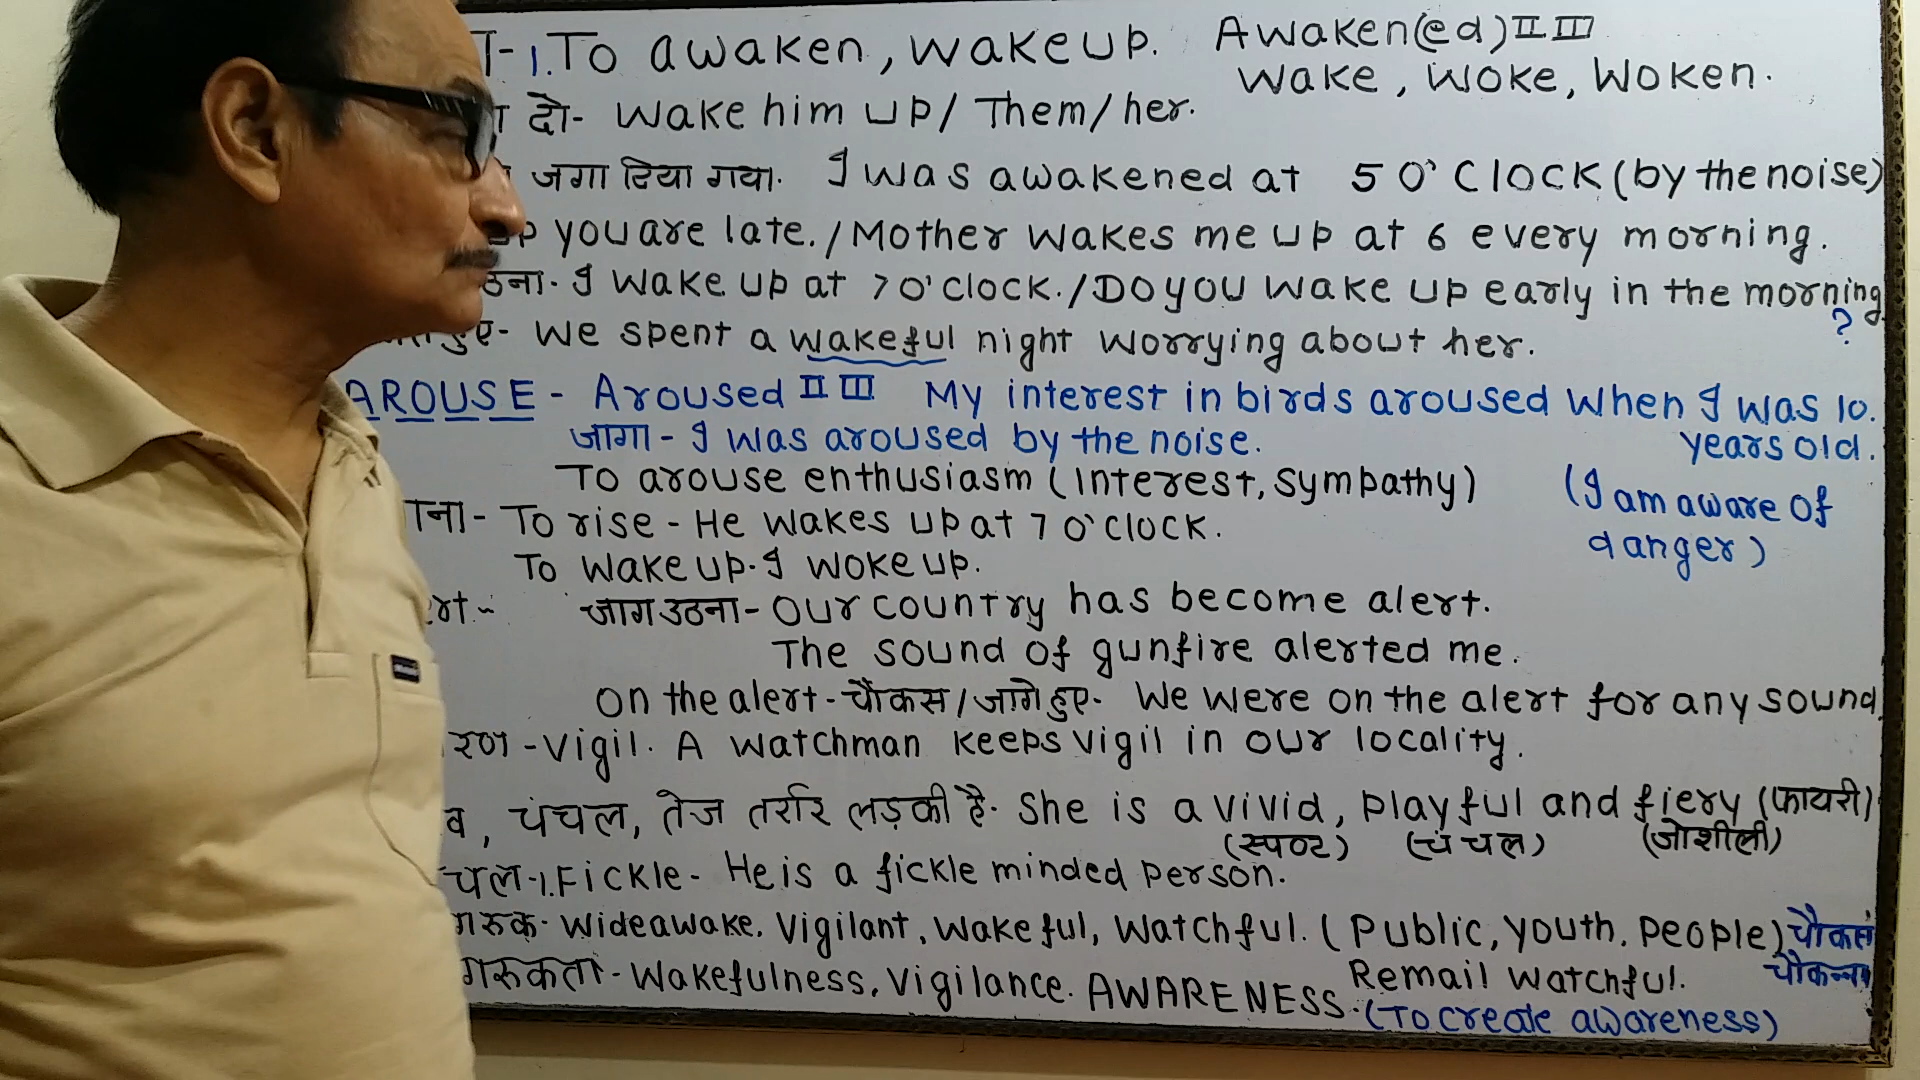 1. To awaken, wakeup. Awaken(ed) II III
Wake, Woke, Woken.
दो- Wake him up/ Them/her.
जगा दिया गया. I was awakened at 5 O'Clock (by the noise)
up you are late./Mother wakes me up at 6 every morning.
उठना. I wake up at 7 O'clock./Do you wake up early in the morning?
हुए- We spent a wakeful night worrying about her.
AROUSE - Aroused II III My interest in birds aroused when I was 10. years old.
जागा - I was aroused by the noise.
To arouse enthusiasm (interest, sympathy) (I am aware of danger)
To rise - He wakes up at 7 o'clock.
To wake up. I woke up.
जाग उठना - Our country has become alert.
The sound of gunfire alerted me.
On the alert - चौकस/जागे हुए. We were on the alert for any sound.
Vigil. A watchman keeps vigil in our locality.
चंचल, तेज तर्रार लड़की है. She is a vivid, playful and fiery (फायरी)
(स्पष्ट) (चंचल) (जोशीली)
1. Fickle - He is a fickle minded person.
Wideawake, Vigilant, Wakeful, Watchful. (Public, youth, people) चौकस
चौकन्ना
Wakefulness, Vigilance. AWARENESS. Remail watchful.
(To create awareness)